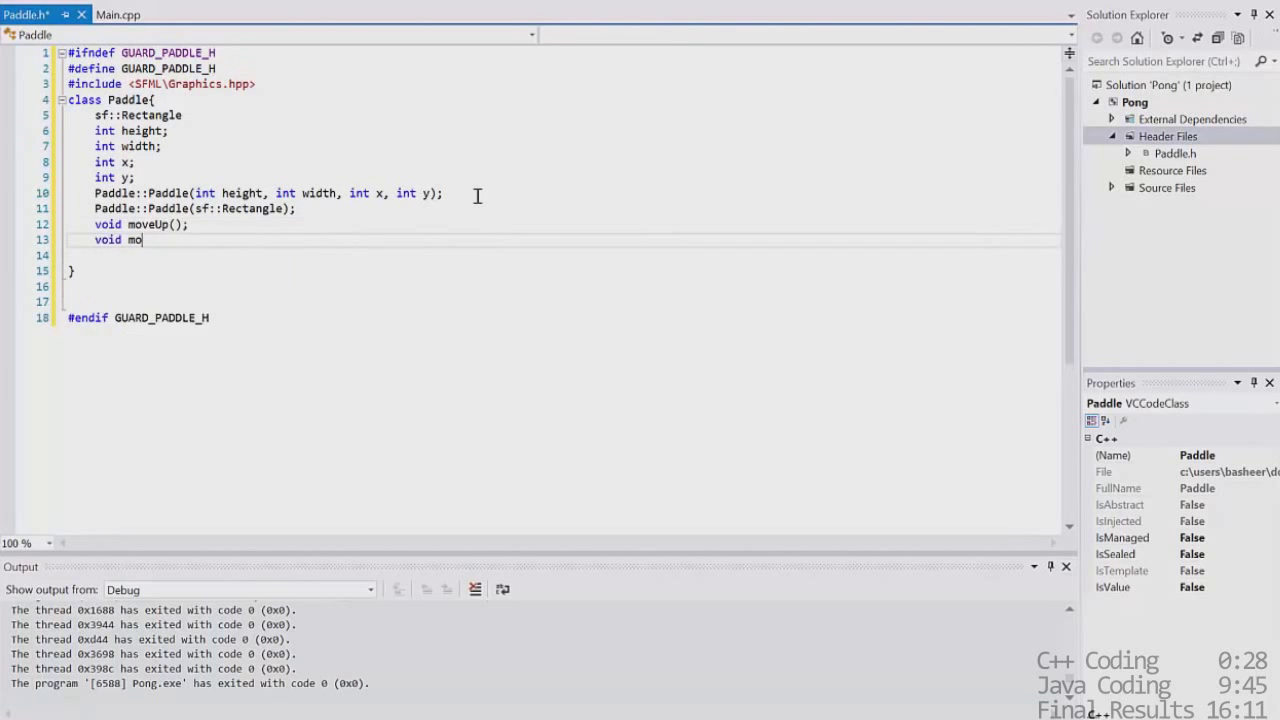 Paddle.h*
Main.cpp
Paddle
1 #ifndef GUARD_PADDLE_H
2 #define GUARD_PADDLE_H
3 #include <SFML\Graphics.hpp>
4 class Paddle{
5 sf::Rectangle
6 int height;
7 int width;
8 int x;
9 int y;
10 Paddle::Paddle(int height, int width, int x, int y);
11 Paddle::Paddle(sf::Rectangle);
12 void moveUp();
13 void mo
14
15 }
16
17
18 #endif GUARD_PADDLE_H
100 %
Output
Show output from: Debug
The thread 0x1688 has exited with code 0 (0x0).
The thread 0x3944 has exited with code 0 (0x0).
The thread 0xd44 has exited with code 0 (0x0).
The thread 0x3698 has exited with code 0 (0x0).
The thread 0x398c has exited with code 0 (0x0).
The program '[6588] Pong.exe' has exited with code 0 (0x0).
Solution Explorer
Search Solution Explorer (Ctrl+;)
Solution 'Pong' (1 project)
Pong
External Dependencies
Header Files
Paddle.h
Resource Files
Source Files
Properties
Paddle VCCodeClass
C++
(Name) Paddle
File c:\users\basheer\do
FullName Paddle
IsAbstract False
IsInjected False
IsManaged False
IsSealed False
IsTemplate False
IsValue False
C++ Coding 0:28
Java Coding 9:45
Final Results 16:11
C++